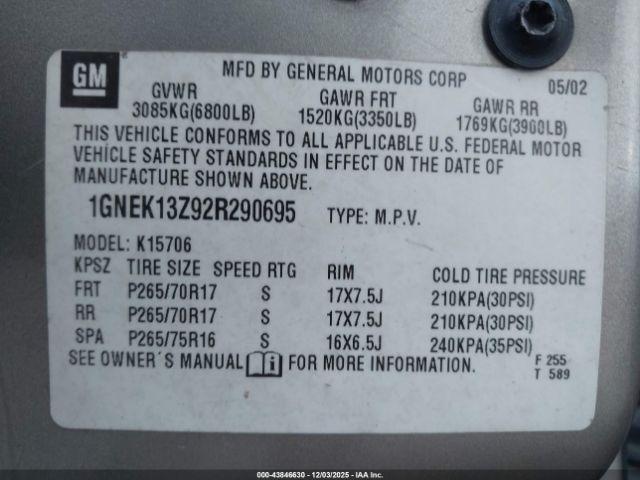 GM
MFD BY GENERAL MOTORS CORP 05/02
GVWR GAWR FRT GAWR RR
3085KG(6800LB) 1520KG(3350LB) 1769KG(3900LB)
THIS VEHICLE CONFORMS TO ALL APPLICABLE U.S. FEDERAL MOTOR
VEHICLE SAFETY STANDARDS IN EFFECT ON THE DATE OF
MANUFACTURE SHOWN ABOVE.
1GNEK13Z92R290695 TYPE: M.P.V.
MODEL: K15706
KPSZ TIRE SIZE SPEED RTG RIM COLD TIRE PRESSURE
FRT P265/70R17 S 17X7.5J 210KPA(30PSI)
RR P265/70R17 S 17X7.5J 210KPA(30PSI)
SPA P265/75R16 S 16X6.5J 240KPA(35PSI)
SEE OWNER'S MANUAL i FOR MORE INFORMATION.
F 255
T 589
000-43846630 - 12/03/2025 - IAA Inc.